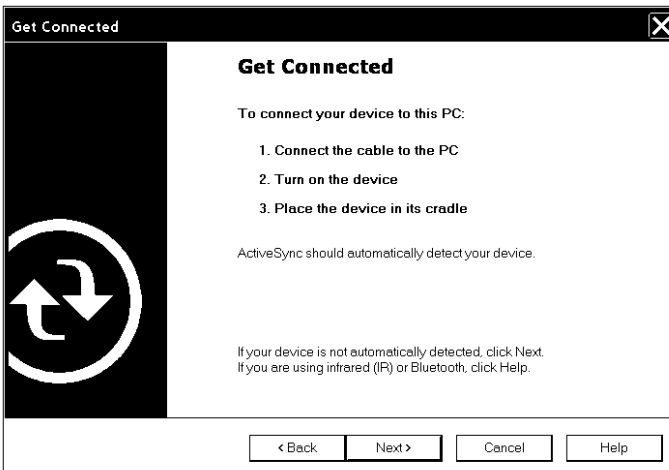 Get Connected
Get Connected
To connect your device to this PC:
1. Connect the cable to the PC
2. Turn on the device
3. Place the device in its cradle
ActiveSync should automatically detect your device.
If your device is not automatically detected, click Next.
If you are using infrared (IR) or Bluetooth, click Help.
< Back Next > Cancel Help